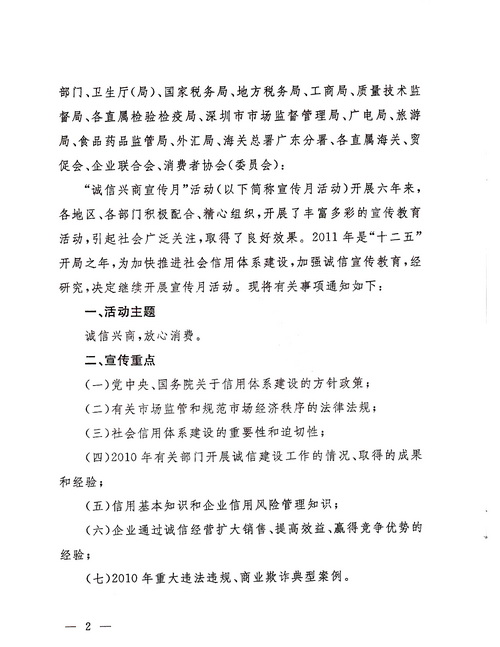 部门、卫生厅(局)、国家税务局、地方税务局、工商局、质量技术监
督局、各直属检验检疫局、深圳市市场监督管理局、广电局、旅游
局、食品药品监管局、外汇局、海关总署广东分署、各直属海关、贸
促会、企业联合会、消费者协会(委员会):
“诚信兴商宣传月”活动(以下简称宣传月活动)开展六年来,
各地区、各部门积极配合、精心组织,开展了丰富多彩的宣传教育
活动,引起社会广泛关注,取得了良好效果。2011年是“十二五”
开局之年,为加快推进社会信用体系建设,加强诚信宣传教育,经
研究,决定继续开展宣传月活动。现将有关事项通知如下:
一、活动主题
诚信兴商,放心消费。
二、宣传重点
(一)党中央、国务院关于信用体系建设的方针政策;
(二)有关市场监管和规范市场经济秩序的法律法规;
(三)社会信用体系建设的重要性和迫切性;
(四)2010年有关部门开展诚信建设工作的情况、取得的成果
和经验;
(五)信用基本知识和企业信用风险管理知识;
(六)企业通过诚信经营扩大销售、提高效益、赢得竞争优势的
经验;
(七)2010年重大违法违规、商业欺诈典型案例。
— 2 —